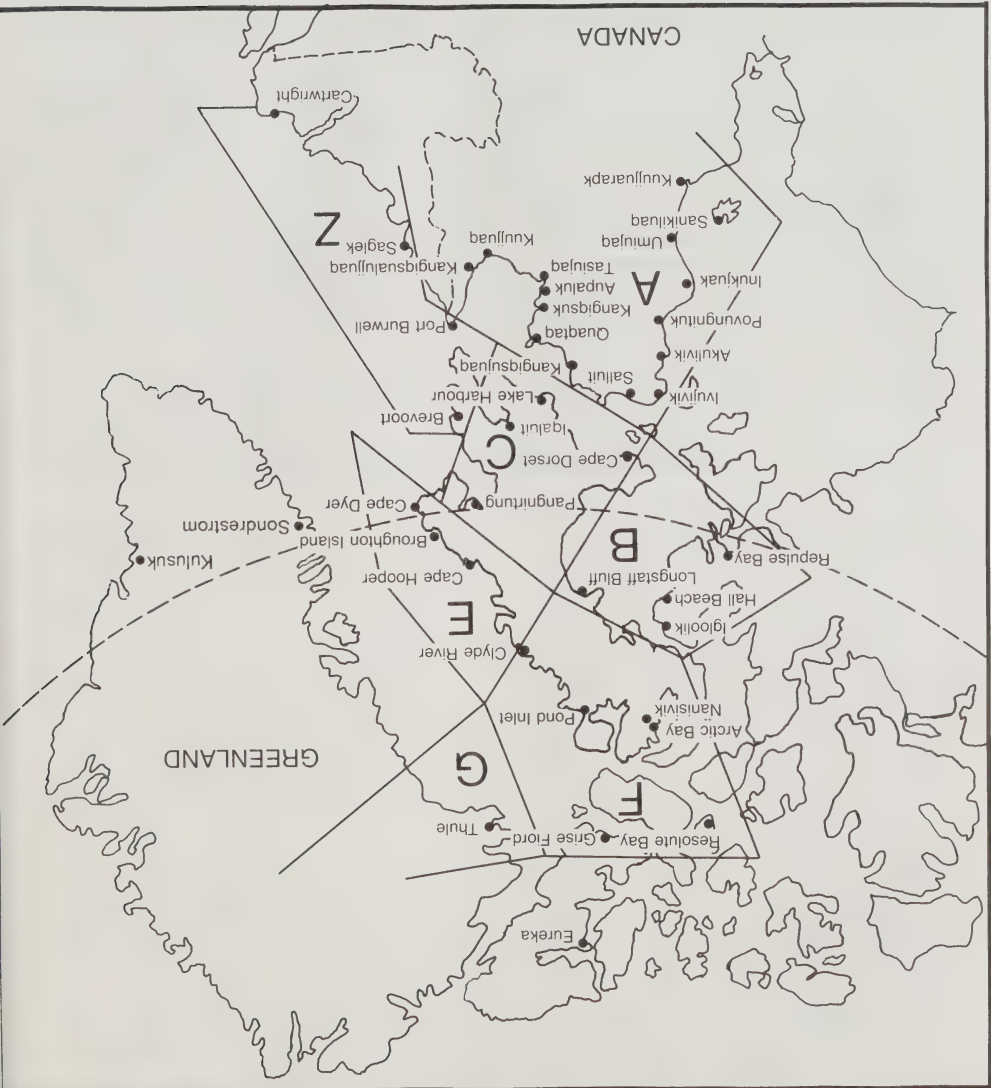 Eureka
Resolute Bay
Grise Fiord
Thule
F
G
GREENLAND
Arctic Bay
Nanisivik
Pond Inlet
Clyde River
Igloolik
E
Hall Beach
Longstaff Bluff
Cape Hooper
Kulusuk
Repulse Bay
B
Broughton Island
Sondrestrom
Cape Dyer
Pangnirtung
Cape Dorset
C
Iqaluit
Brevoort
Ivujivik
Lake Harbour
Salluit
Kangiqsujuaq
Akulivik
Quaqtaq
Port Burwell
Povungnituk
Kangiqsuk
Aupaluk
A
Inukjuak
Tasiujaq
Kangiqsualujjuaq
Saglek
Umiujaq
Kuujjuaq
Z
Sanikiluaq
Kuujjuarapk
Cartwright
CANADA